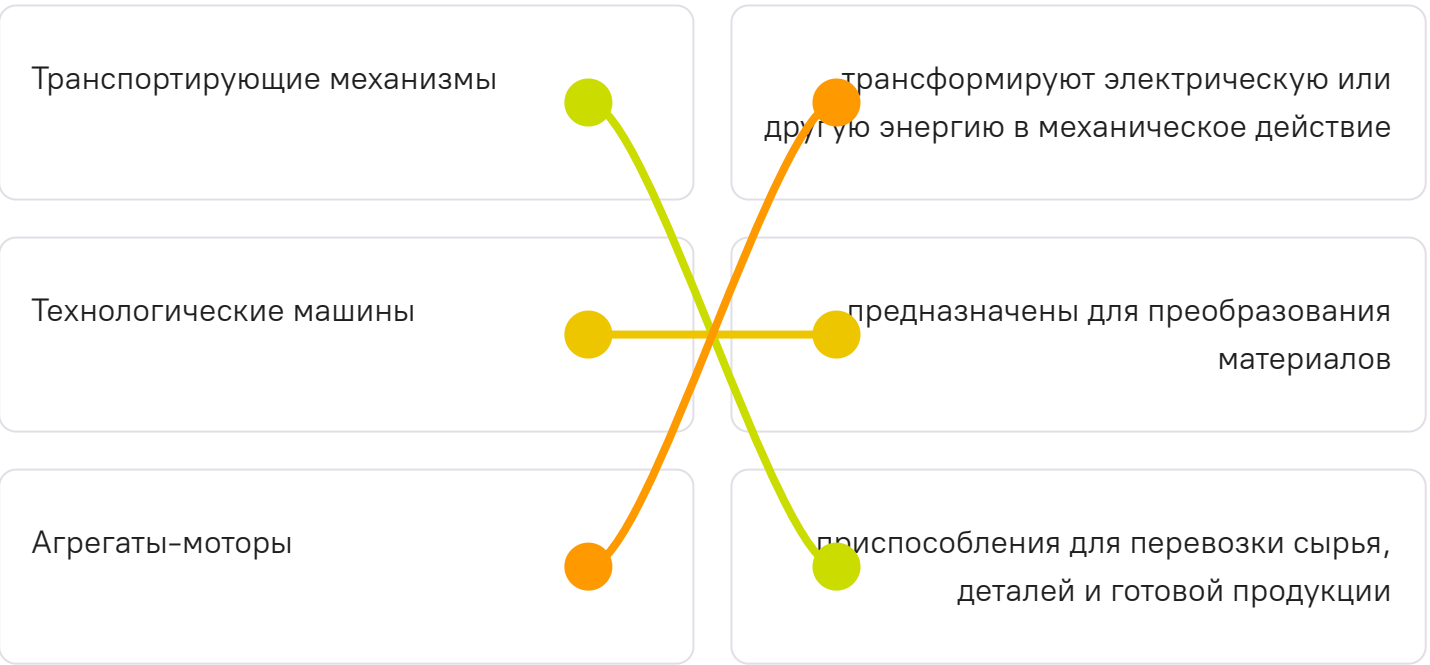 Транспортирующие механизмы
трансформируют электрическую или
другую энергию в механическое действие
Технологические машины
предназначены для преобразования
материалов
Агрегаты-моторы
приспособления для перевозки сырья,
деталей и готовой продукции